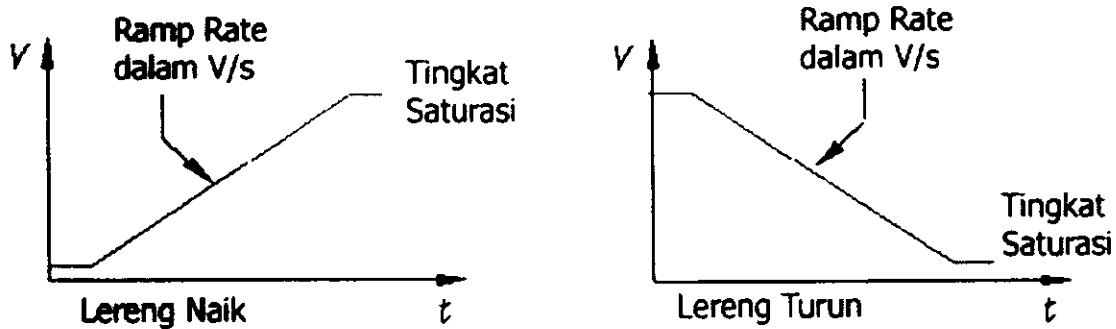 Ramp Rate
dalam V/s
V
Tingkat
Saturasi
Lereng Naik
t
Ramp Rate
dalam V/s
V
Tingkat
Saturasi
Lereng Turun
t